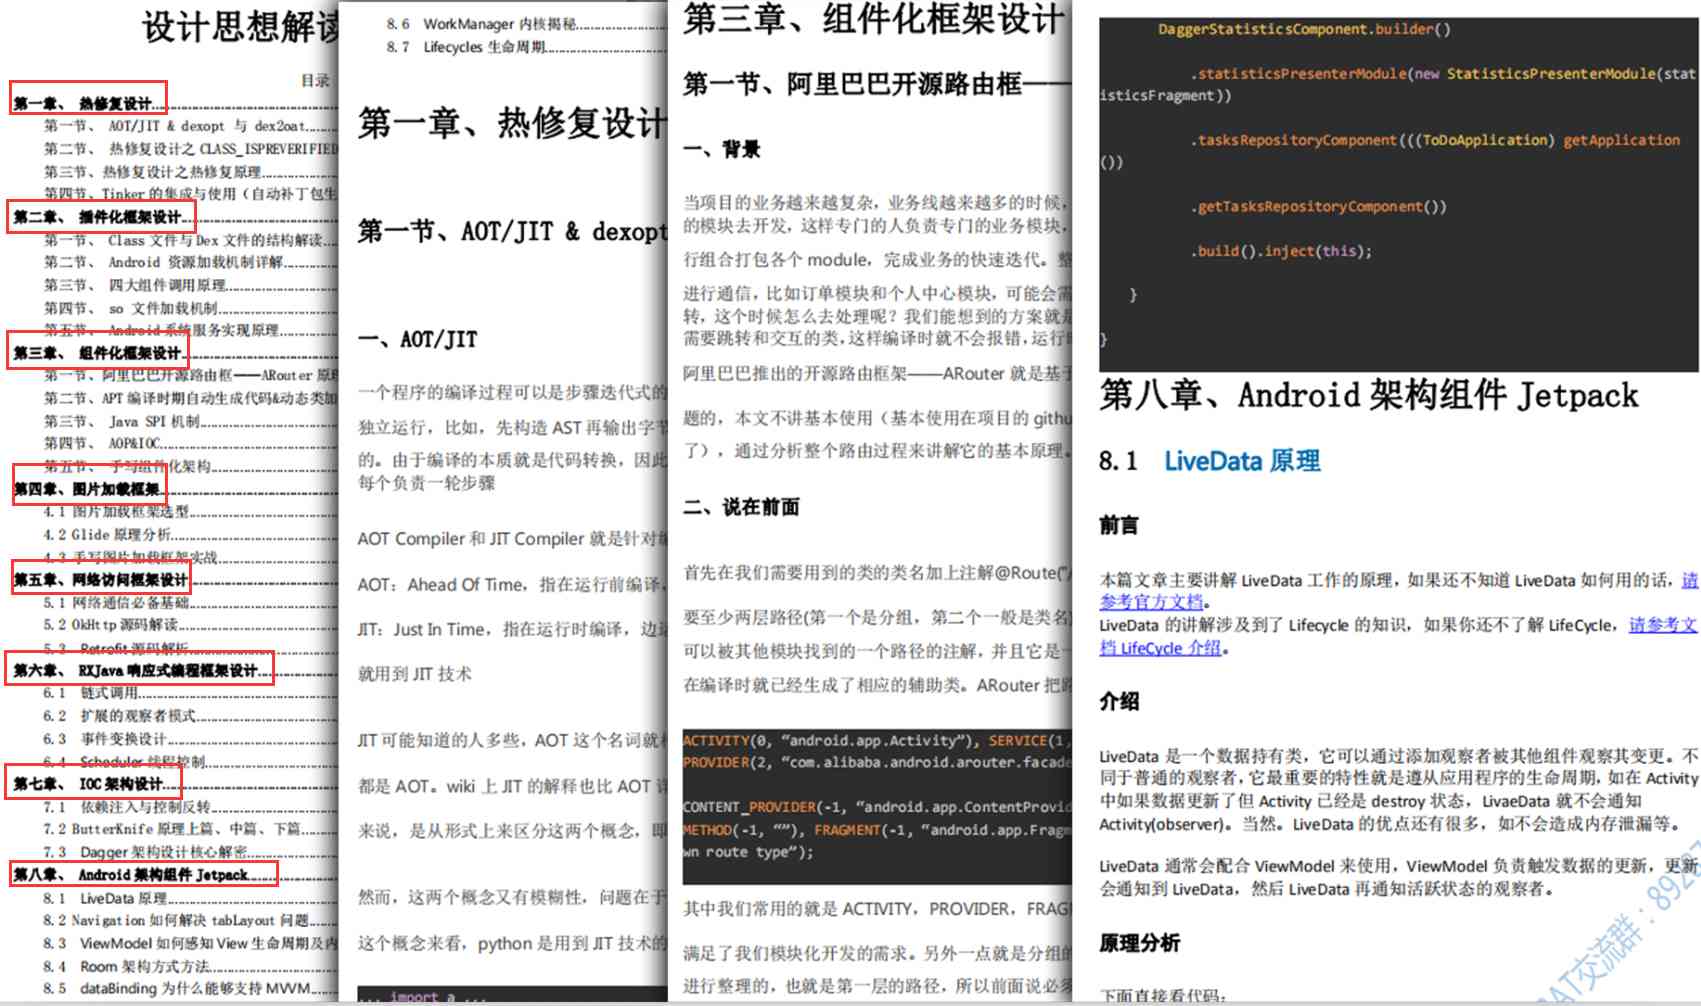 设计思想解读
目录
第一章、 热修复设计
第一节、 AOT/JIT & dexopt 与 dex2oat
第二节、 热修复设计之 CLASS_ISPREVERIFIED
第三节、热修复设计之热修复原理
第四节、Tinker 的集成与使用（自动补丁包生
第二章、 插件化框架设计
第一节、 Class 文件与 Dex 文件的结构解读
第二节、 Android 资源加载机制详解
第三节、 四大组件调用原理
第四节、 so 文件加载机制
第五节、 Android 系统服务实现原理
第三章、 组件化框架设计
第一节、阿里巴巴开源路由框——ARouter 原理
第二节、APT 编译时期自动生成代码&动态类加
第三节、 Java SPI 机制
第四节、 AOP&IOC
第五节、 手写组件化架构
第四章、图片加载框架
4.1 图片加载框架选型
4.2 Glide 原理分析
4.3 手写图片加载框架实战
第五章、网络访问框架设计
5.1 网络通信必备基础
5.2 OkHttp 源码解读
5.3 Retrofit 源码解析
第六章、 RXJava 响应式编程框架设计
6.1 链式调用
6.2 扩展的观察者模式
6.3 事件变换设计
6.4 Scheduler 线程控制
第七章、 IOC 架构设计
7.1 依赖注入与控制反转
7.2 ButterKnife 原理上篇、中篇、下篇
7.3 Dagger 架构设计核心解密
第八章、 Android 架构组件 Jetpack
8.1 LiveData 原理
8.2 Navigation 如何解决 tabLayout 问题
8.3 ViewModel 如何感知 View 生命周期及内
8.4 Room 架构方式方法
8.5 dataBinding 为什么能够支持 MVVM
8.6 WorkManager 内核揭秘
8.7 Lifecycles 生命周期
第一章、热修复设计
第一节、AOT/JIT & dexopt
一、AOT/JIT
一个程序的编译过程可以是步骤迭代式的
独立运行，比如，先构造 AST 再输出字节
的。由于编译的本质就是代码转换，因此
每个负责一轮步骤
AOT Compiler 和 JIT Compiler 就是针对编
AOT：Ahead Of Time，指在运行前编译，
JIT：Just In Time，指在运行时编译，边运
就用到 JIT 技术
JIT 可能知道的人多些，AOT 这个名词就相
都是 AOT。wiki 上 JIT 的解释也比 AOT 详
来说，是从形式上来区分这两个概念，即
然而，这两个概念又有模糊性，问题在于
这个概念来看，python 是用到 JIT 技术的
... import a ...
第三章、组件化框架设计
第一节、阿里巴巴开源路由框——
一、背景
当项目的业务越来越复杂，业务线越来越多的时候，
的模块去开发，这样专门的人负责专门的业务模块，
行组合打包各个 module，完成业务的快速迭代。整
进行通信，比如订单模块和个人中心模块，可能会需
转，这个时候怎么去处理呢？我们能想到的方案就是
需要跳转和交互的类，这样编译时就不会报错，运行时
阿里巴巴推出的开源路由框架——ARouter 就是基于
题的，本文不讲基本使用（基本使用在项目的 githu
了），通过分析整个路由过程来讲解它的基本原理。
二、说在前面
首先在我们需要用到的类的类名加上注解@Route("/
要至少两层路径(第一个是分组，第二个一般是类名)
可以被其他模块找到的一个路径的注解，并且它是一
在编译时就已经生成了相应的辅助类。ARouter 把路
ACTIVITY(0, “android.app.Activity”), SERVICE(1,
PROVIDER(2, “com.alibaba.android.arouter.facade
CONTENT_PROVIDER(-1, “android.app.ContentProvid
METHOD(-1, “”), FRAGMENT(-1, “android.app.Fragm
wn route type”);
其中我们常用的就是 ACTIVITY，PROVIDER，FRAG
满足了我们模块化开发的需求。另外一点就是分组的
进行整理的，也就是第一层的路径，所以前面说必须
DaggerStatisticsComponent.builder()
.statisticsPresenterModule(new StatisticsPresenterModule(stat
isticsFragment))
.tasksRepositoryComponent(((ToDoApplication) getApplication
())
.getTasksRepositoryComponent())
.build().inject(this);
}
}
第八章、Android 架构组件 Jetpack
8.1 LiveData 原理
前言
本篇文章主要讲解 LiveData 工作的原理，如果还不知道 LiveData 如何用的话，请
参考官方文档。
LiveData 的讲解涉及到了 Lifecycle 的知识，如果你还不了解 LifeCycle，请参考文
档 LifeCycle 介绍。
介绍
LiveData 是一个数据持有类，它可以通过添加观察者被其他组件观察其变更。不
同于普通的观察者，它最重要的特性就是遵从应用程序的生命周期，如在 Activity
中如果数据更新了但 Activity 已经是 destroy 状态，LivaeData 就不会通知
Activity(observer)。当然。LiveData 的优点还有很多，如不会造成内存泄漏等。
LiveData 通常会配合 ViewModel 来使用，ViewModel 负责触发数据的更新，更新
会通知到 LiveData，然后 LiveData 再通知活跃状态的观察者。
原理分析
下面直接看代码：
AT交流群：8928